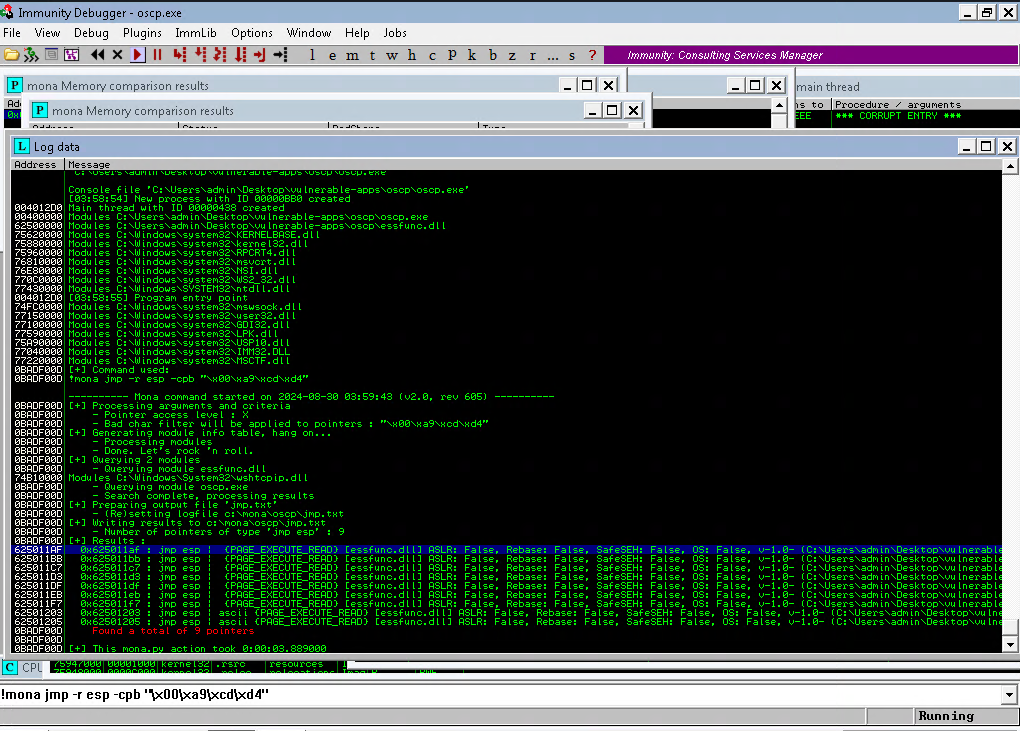 Immunity Debugger - oscp.exe
File View Debug Plugins ImmLib Options Window Help Jobs
l e m t w h c P k b z r ... s ? Immunity: Consulting Services Manager
P mona Memory comparison results
main thread
P mona Memory comparison results
ns to Procedure / arguments
EEE *** CORRUPT ENTRY ***
L Log data
Address Message
Console file 'C:\Users\admin\Desktop\vulnerable-apps\oscp\oscp.exe'
[03:58:54] New process with ID 00000BB0 created
004012D0 Main thread with ID 00000438 created
00400000 Modules C:\Users\admin\Desktop\vulnerable-apps\oscp\oscp.exe
62500000 Modules C:\Users\admin\Desktop\vulnerable-apps\oscp\essfunc.dll
75620000 Modules C:\Windows\system32\KERNELBASE.dll
75880000 Modules C:\Windows\system32\kernel32.dll
75960000 Modules C:\Windows\system32\RPCRT4.dll
76810000 Modules C:\Windows\system32\msvcrt.dll
76E80000 Modules C:\Windows\system32\NSI.dll
770C0000 Modules C:\Windows\system32\WS2_32.dll
77430000 Modules C:\Windows\SYSTEM32\ntdll.dll
004012D0 [03:58:55] Program entry point
74FC0000 Modules C:\Windows\system32\mswsock.dll
77150000 Modules C:\Windows\system32\user32.dll
77100000 Modules C:\Windows\system32\GDI32.dll
77590000 Modules C:\Windows\system32\LPK.dll
75A90000 Modules C:\Windows\system32\USP10.dll
77040000 Modules C:\Windows\system32\IMM32.DLL
77220000 Modules C:\Windows\system32\MSCTF.dll
0BADF00D [+] Command used:
0BADF00D !mona jmp -r esp -cpb "\x00\xa9\xcd\xd4"
---------- Mona command started on 2024-08-30 03:59:43 (v2.0, rev 605) ----------
0BADF00D [+] Processing arguments and criteria
0BADF00D - Pointer access level : X
0BADF00D - Bad char filter will be applied to pointers : "\x00\xa9\xcd\xd4"
0BADF00D [+] Generating module info table, hang on...
0BADF00D - Processing modules
0BADF00D - Done. Let's rock 'n roll.
0BADF00D [+] Querying 2 modules
0BADF00D - Querying module essfunc.dll
74B10000 Modules C:\Windows\System32\wshtcpip.dll
0BADF00D - Querying module oscp.exe
0BADF00D - Search complete, processing results
0BADF00D [+] Preparing output file 'jmp.txt'
0BADF00D - (Re)setting logfile c:\mona\oscp\jmp.txt
0BADF00D [+] Writing results to c:\mona\oscp\jmp.txt
0BADF00D - Number of pointers of type 'jmp esp' : 9
0BADF00D [+] Results :
625011AF 0x625011af : jmp esp | {PAGE_EXECUTE_READ} [essfunc.dll] ASLR: False, Rebase: False, SafeSEH: False, OS: False, v-1.0- (C:\Users\admin\Desktop\vulnerable
625011BB 0x625011bb : jmp esp | {PAGE_EXECUTE_READ} [essfunc.dll] ASLR: False, Rebase: False, SafeSEH: False, OS: False, v-1.0- (C:\Users\admin\Desktop\vulnerable
625011C7 0x625011c7 : jmp esp | {PAGE_EXECUTE_READ} [essfunc.dll] ASLR: False, Rebase: False, SafeSEH: False, OS: False, v-1.0- (C:\Users\admin\Desktop\vulnerable
625011D3 0x625011d3 : jmp esp | {PAGE_EXECUTE_READ} [essfunc.dll] ASLR: False, Rebase: False, SafeSEH: False, OS: False, v-1.0- (C:\Users\admin\Desktop\vulnerable
625011DF 0x625011df : jmp esp | {PAGE_EXECUTE_READ} [essfunc.dll] ASLR: False, Rebase: False, SafeSEH: False, OS: False, v-1.0- (C:\Users\admin\Desktop\vulnerable
625011EB 0x625011eb : jmp esp | {PAGE_EXECUTE_READ} [essfunc.dll] ASLR: False, Rebase: False, SafeSEH: False, OS: False, v-1.0- (C:\Users\admin\Desktop\vulnerable
625011F7 0x625011f7 : jmp esp | {PAGE_EXECUTE_READ} [essfunc.dll] ASLR: False, Rebase: False, SafeSEH: False, OS: False, v-1.0- (C:\Users\admin\Desktop\vulnerable
62501203 0x62501203 : jmp esp | ascii {PAGE_EXECUTE_READ} [essfunc.dll] ASLR: False, Rebase: False, SafeSEH: False, OS: False, v-1.0- (C:\Users\admin\Desktop\vulne
62501205 0x62501205 : jmp esp | ascii {PAGE_EXECUTE_READ} [essfunc.dll] ASLR: False, Rebase: False, SafeSEH: False, OS: False, v-1.0- (C:\Users\admin\Desktop\vulne
0BADF00D Found a total of 9 pointers
0BADF00D
0BADF00D [+] This mona.py action took 0:00:03.889000
C CPU 75947000 00001000 kernel32 .rsrc resources
!mona jmp -r esp -cpb "\x00\xa9\xcd\xd4"
Running